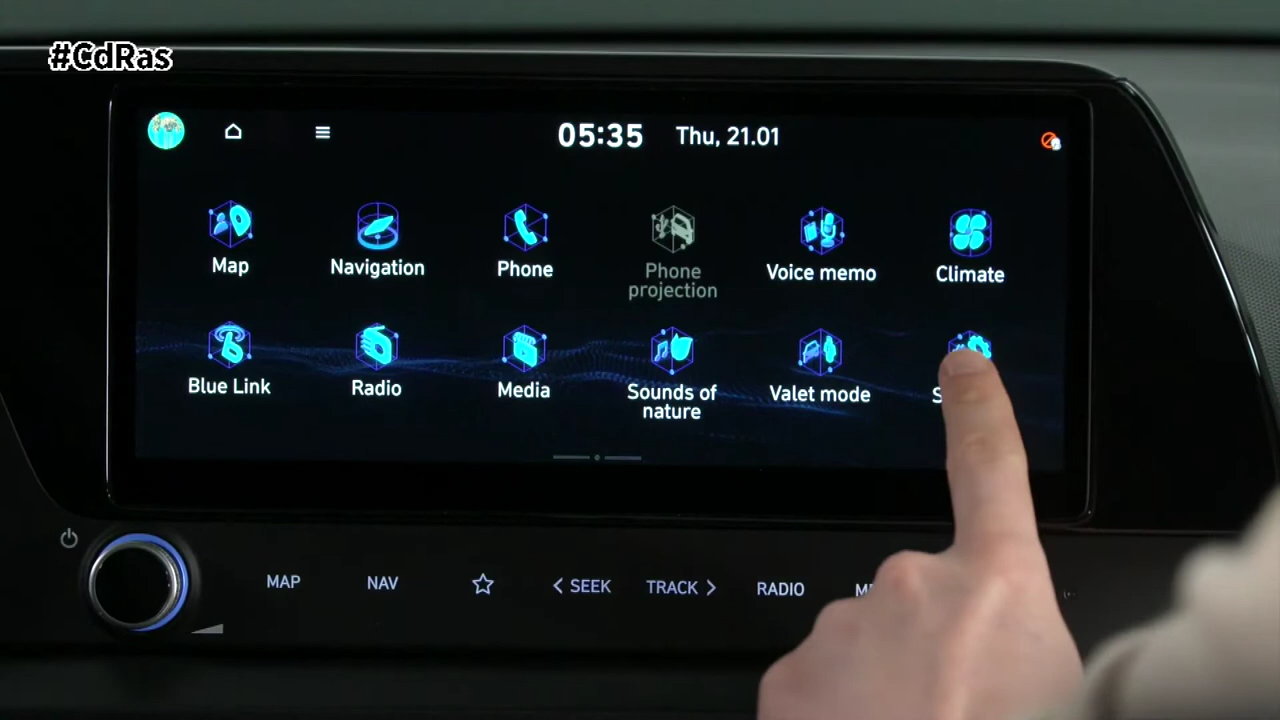 #CdRas
05:35 Thu, 21.01
Map
Navigation
Phone
Phone
projection
Voice memo
Climate
Blue Link
Radio
Media
Sounds of
nature
Valet mode
MAP NAV < SEEK TRACK > RADIO